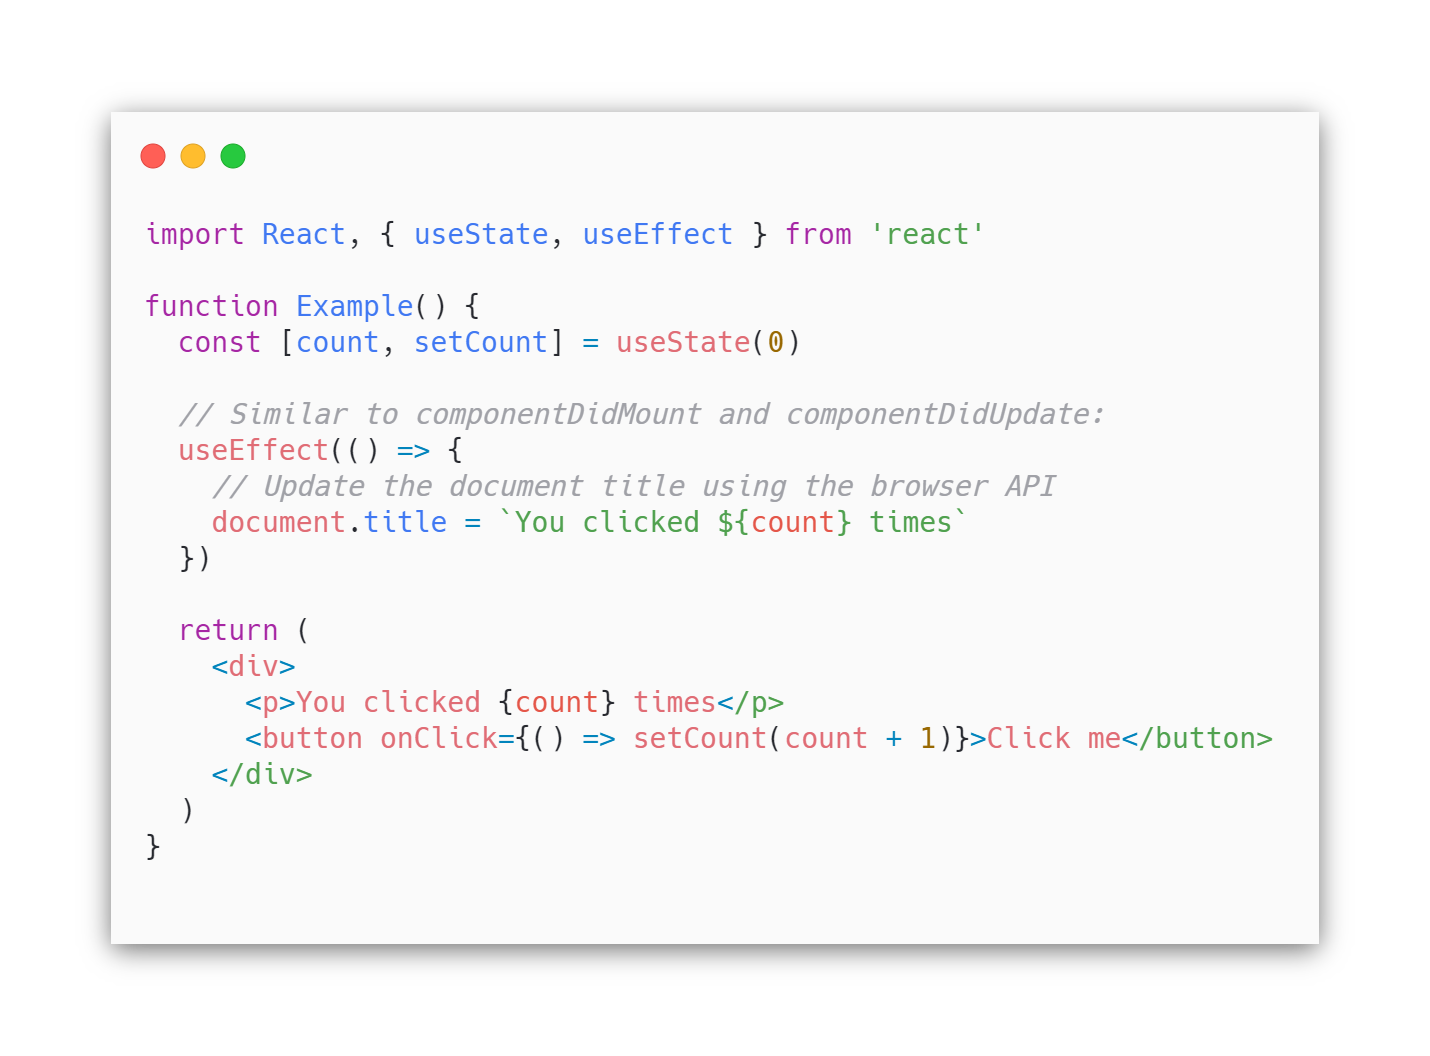 import React, { useState, useEffect } from 'react'

function Example() {
  const [count, setCount] = useState(0)

  // Similar to componentDidMount and componentDidUpdate:
  useEffect(() => {
    // Update the document title using the browser API
    document.title = `You clicked ${count} times`
  })

  return (
    <div>
      <p>You clicked {count} times</p>
      <button onClick={() => setCount(count + 1)}>Click me</button>
    </div>
  )
}